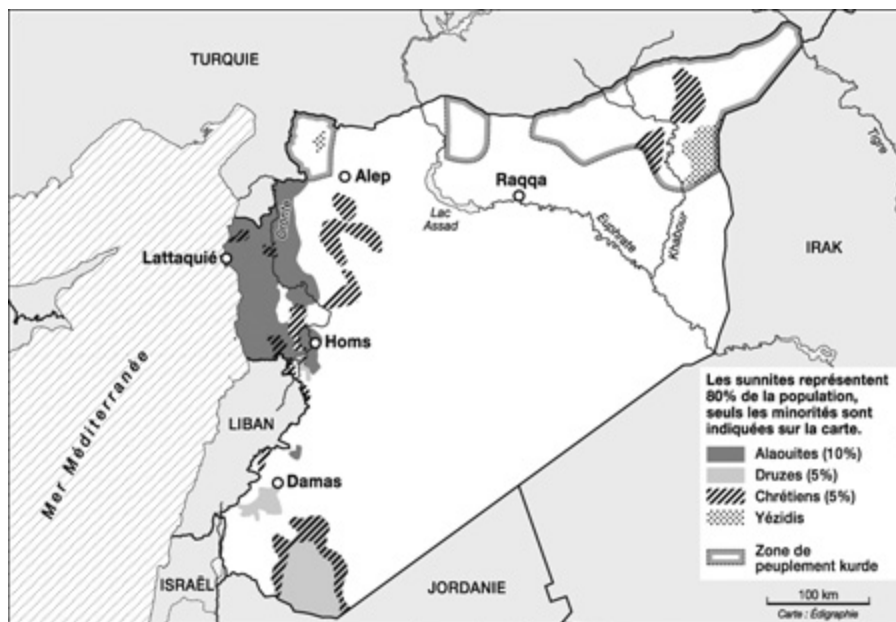 TURQUIE
Alep
Raqqa
Lac
Assad
Oronte
Euphrate
Khabour
Tigre
IRAK
Lattaquié
Homs
Mer Méditerranée
LIBAN
Damas
ISRAËL
JORDANIE
Les sunnites représentent
80% de la population,
seuls les minorités sont
indiquées sur la carte.
Alaouites (10%)
Druzes (5%)
Chrétiens (5%)
Yézidis
Zone de
peuplement kurde
100 km
Carte : Édigraphie